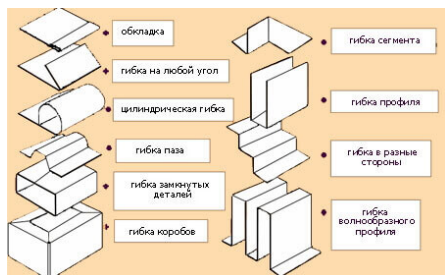 обкладка
гибка на любой угол
цилиндрическая гибка
гибка паза
гибка замкнутых
деталей
гибка коробов
гибка сегмента
гибка профиля
гибка в разные
стороны
гибка
волнообразного
профиля